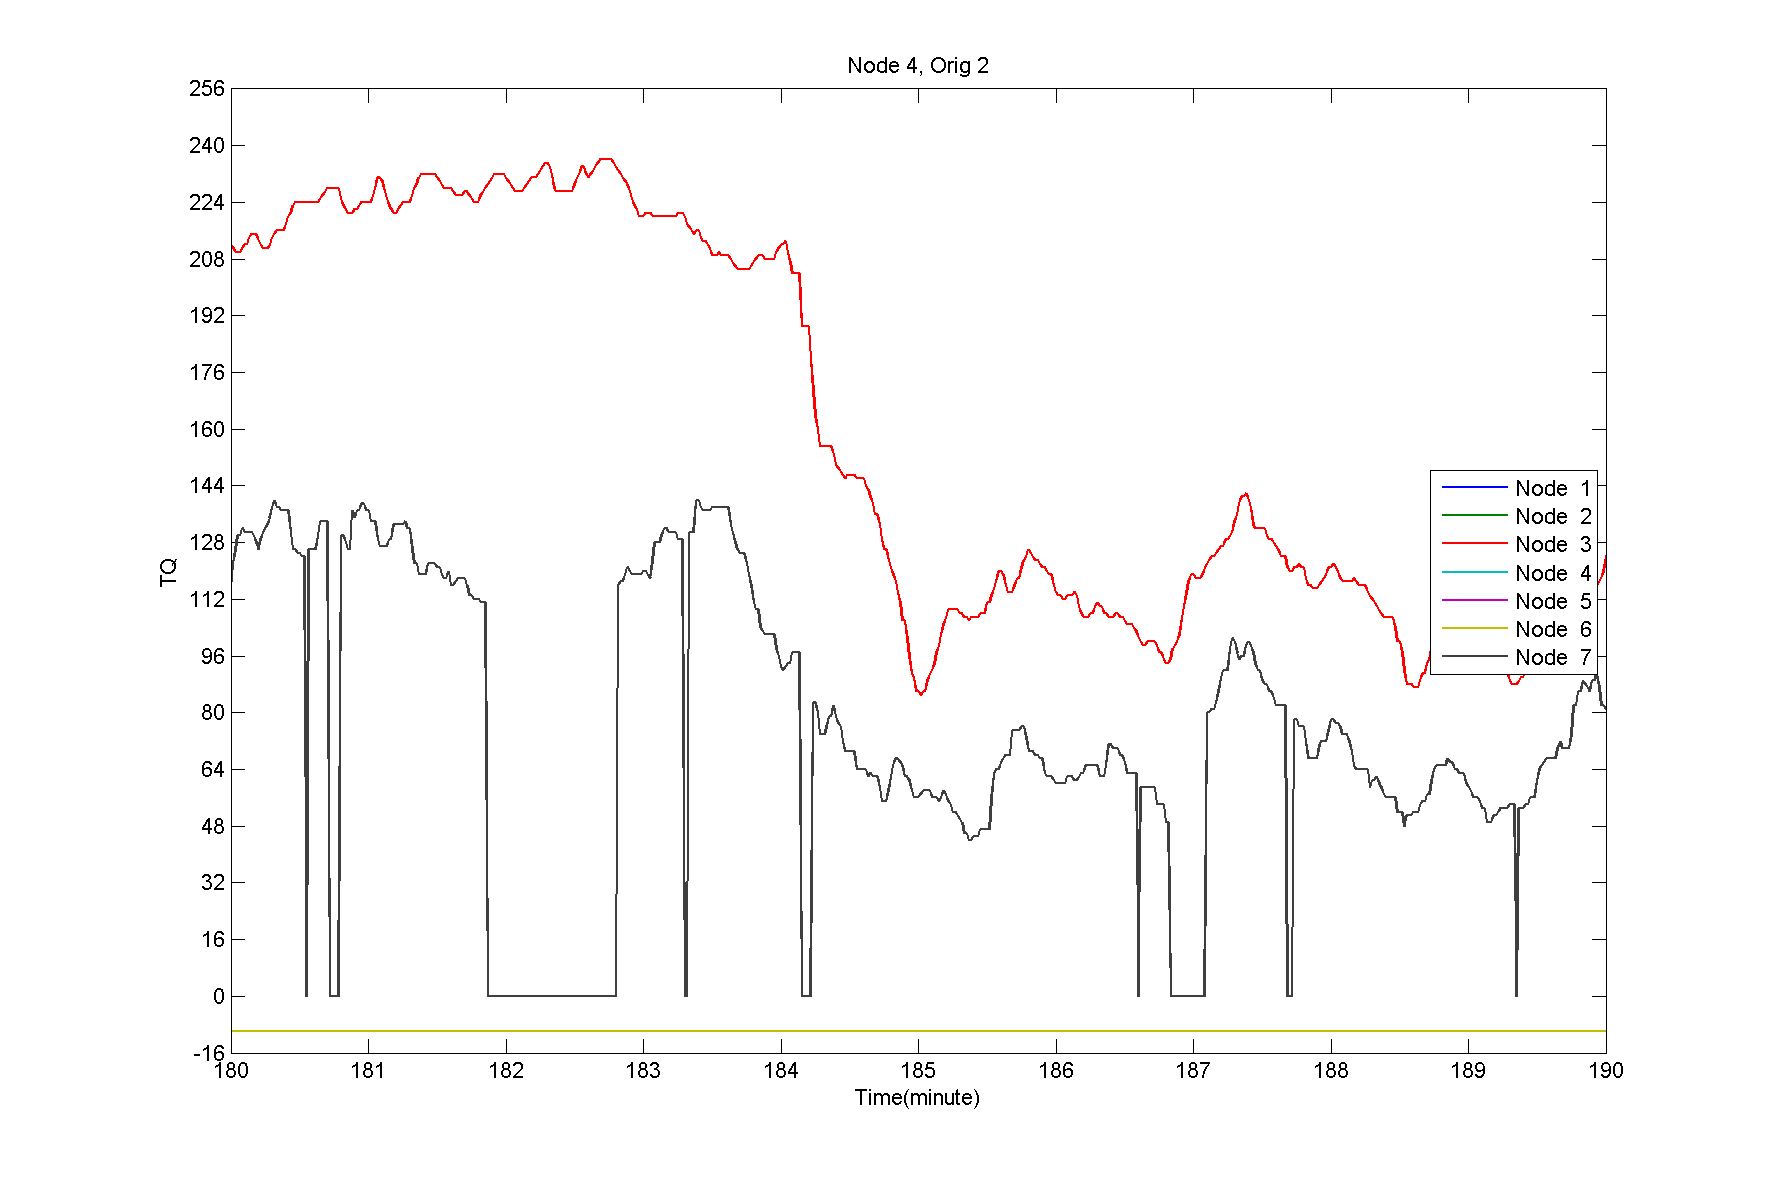 Node 4, Orig 2
256
240
224
208
192
176
160
144
128
112
96
80
64
48
32
16
0
-16
TQ
Node 1
Node 2
Node 3
Node 4
Node 5
Node 6
Node 7
180 181 182 183 184 185 186 187 188 189 190
Time(minute)